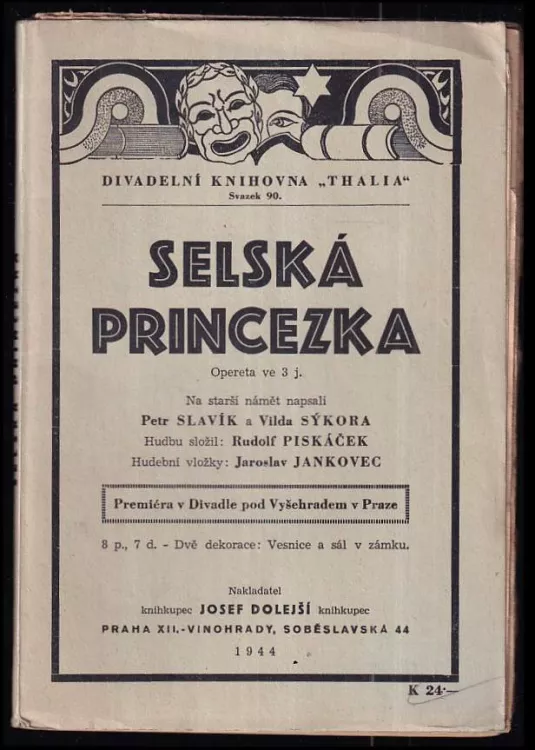 DIVADELNÍ KNIHOVNA „THALIA“
Svazek 90.
SELSKÁ
PRINCEZKA
Opereta ve 3 j.
Na starší námět napsali
Petr SLAVÍK a Vilda SÝKORA
Hudbu složil: Rudolf PISKÁČEK
Hudební vložky: Jaroslav JANKOVEC
Premiéra v Divadle pod Vyšehradem v Praze
8 p., 7 d. - Dvě dekorace: Vesnice a sál v zámku.
Nakladatel
knihkupec JOSEF DOLEJŠÍ knihkupec
PRAHA XII.-VINOHRADY, SOBĚSLAVSKÁ 44
1944
K 24·—
SELSKÁ PRINCEZKA